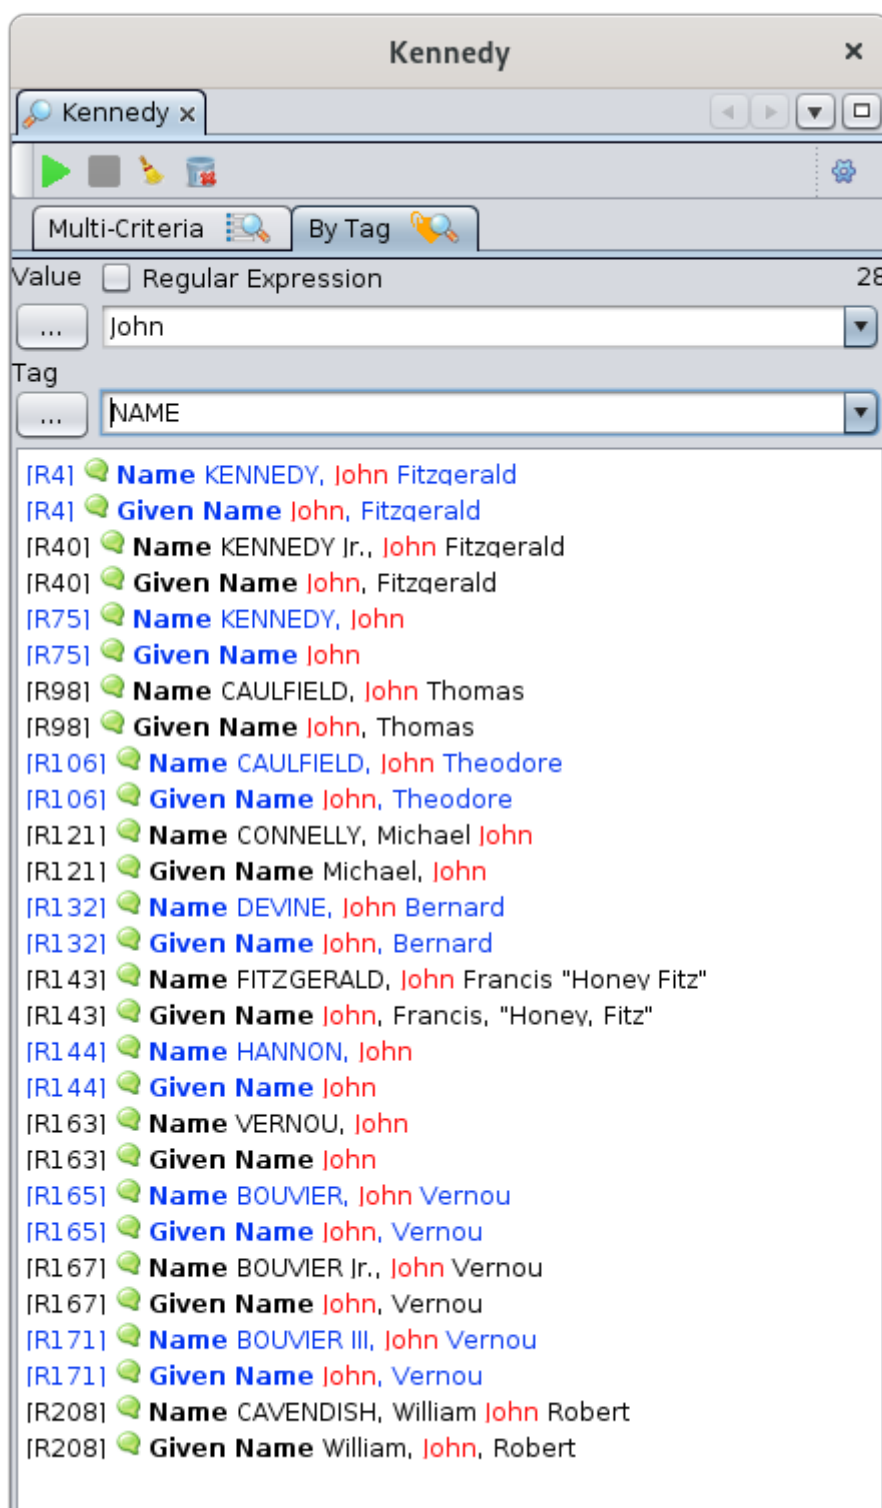 Kennedy
Kennedy
Multi-Criteria By Tag
Value Regular Expression 28
... John
Tag
... NAME
[R4] Name KENNEDY, John Fitzgerald
[R4] Given Name John, Fitzgerald
[R40] Name KENNEDY Jr., John Fitzgerald
[R40] Given Name John, Fitzgerald
[R75] Name KENNEDY, John
[R75] Given Name John
[R98] Name CAULFIELD, John Thomas
[R98] Given Name John, Thomas
[R106] Name CAULFIELD, John Theodore
[R106] Given Name John, Theodore
[R121] Name CONNELLY, Michael John
[R121] Given Name Michael, John
[R132] Name DEVINE, John Bernard
[R132] Given Name John, Bernard
[R143] Name FITZGERALD, John Francis "Honey Fitz"
[R143] Given Name John, Francis, "Honey, Fitz"
[R144] Name HANNON, John
[R144] Given Name John
[R163] Name VERNOU, John
[R163] Given Name John
[R165] Name BOUVIER, John Vernou
[R165] Given Name John, Vernou
[R167] Name BOUVIER Jr., John Vernou
[R167] Given Name John, Vernou
[R171] Name BOUVIER III, John Vernou
[R171] Given Name John, Vernou
[R208] Name CAVENDISH, William John Robert
[R208] Given Name William, John, Robert